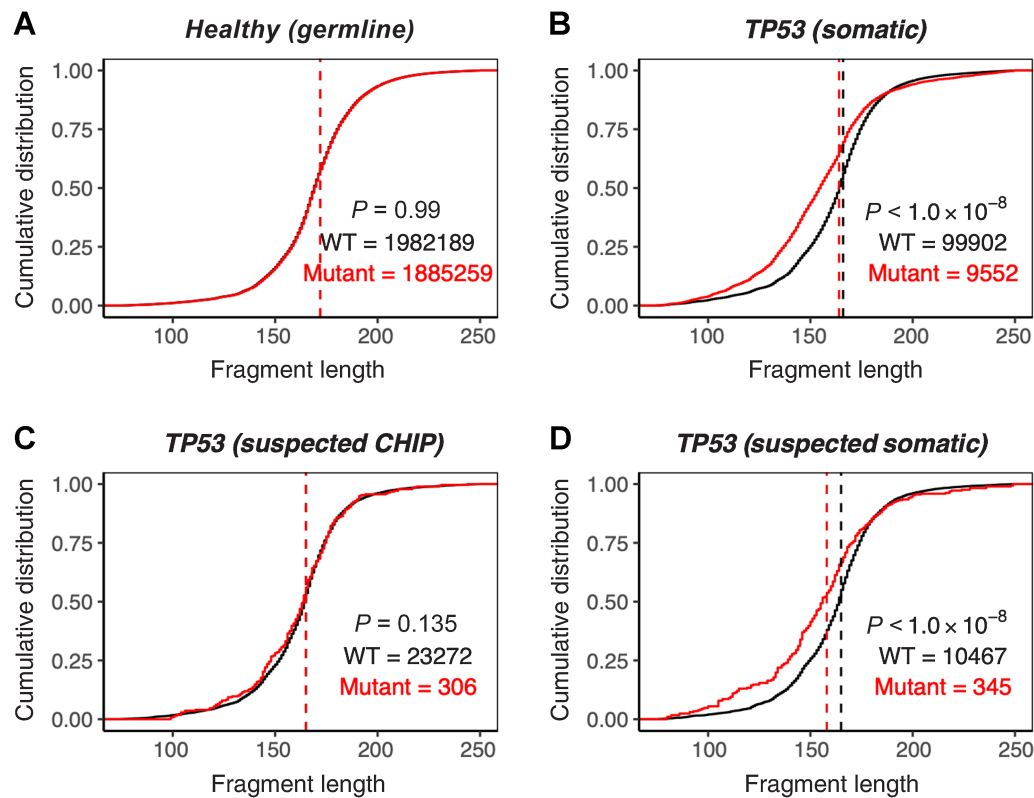 A
Healthy (germline)
Cumulative distribution
1.00
0.75
0.50
0.25
0.00
P = 0.99
WT = 1982189
Mutant = 1885259
100 150 200 250
Fragment length
B
TP53 (somatic)
Cumulative distribution
1.00
0.75
0.50
0.25
0.00
P < 1.0 × 10⁻⁸
WT = 99902
Mutant = 9552
100 150 200 250
Fragment length
C
TP53 (suspected CHIP)
Cumulative distribution
1.00
0.75
0.50
0.25
0.00
P = 0.135
WT = 23272
Mutant = 306
100 150 200 250
Fragment length
D
TP53 (suspected somatic)
Cumulative distribution
1.00
0.75
0.50
0.25
0.00
P < 1.0 × 10⁻⁸
WT = 10467
Mutant = 345
100 150 200 250
Fragment length